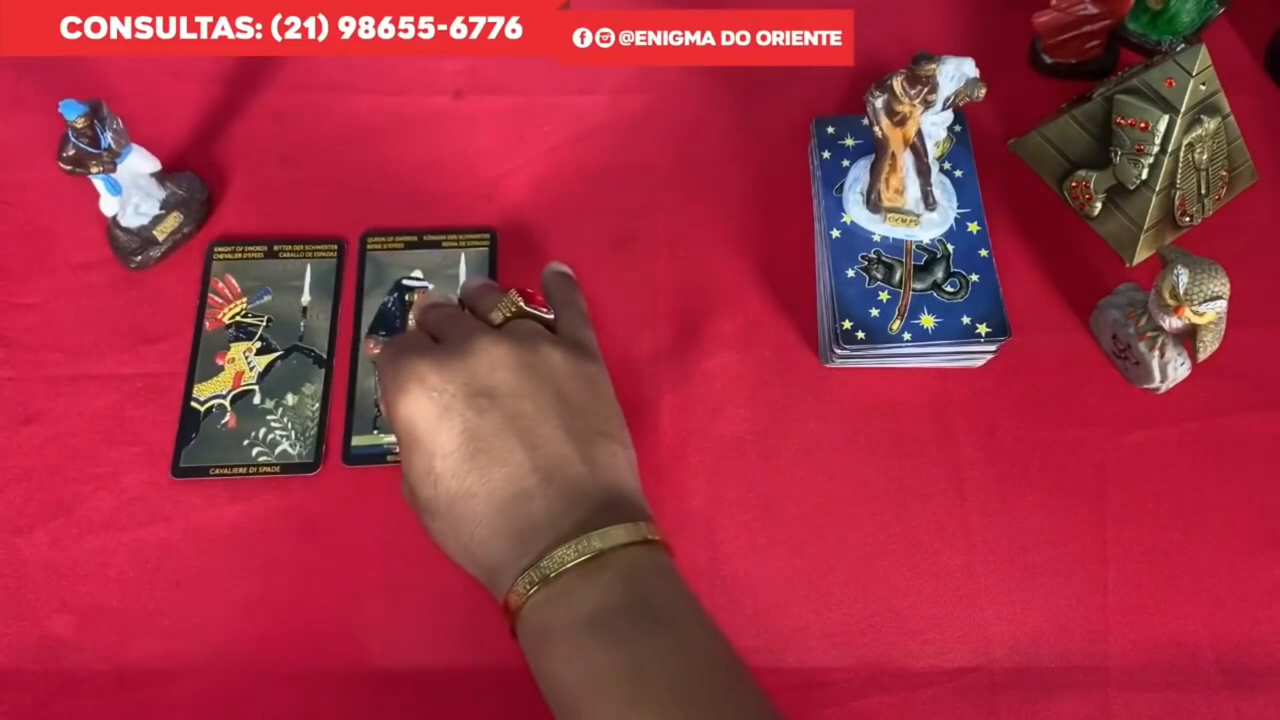 CONSULTAS: (21) 98655-6776
@ENIGMA DO ORIENTE
KNIGHT OF SWORDS RITTER DER SCHWERTER
CHEVALIER D'EPEES CABALLO DE ESPADAS
CAVALIERE DI SPADE
QUEEN OF SWORDS KÖNIGIN DER SCHWERTER
REINE D'EPEES REINA DE ESPADAS